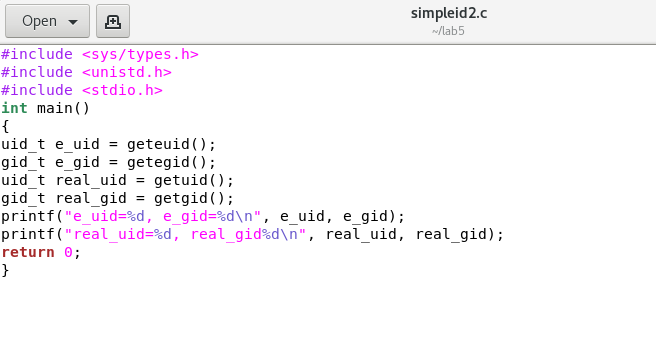 Open
simpleid2.c
~/lab5
#include <sys/types.h>
#include <unistd.h>
#include <stdio.h>
int main()
{
uid_t e_uid = geteuid();
gid_t e_gid = getegid();
uid_t real_uid = getuid();
gid_t real_gid = getgid();
printf("e_uid=%d, e_gid=%d\n", e_uid, e_gid);
printf("real_uid=%d, real_gid%d\n", real_uid, real_gid);
return 0;
}